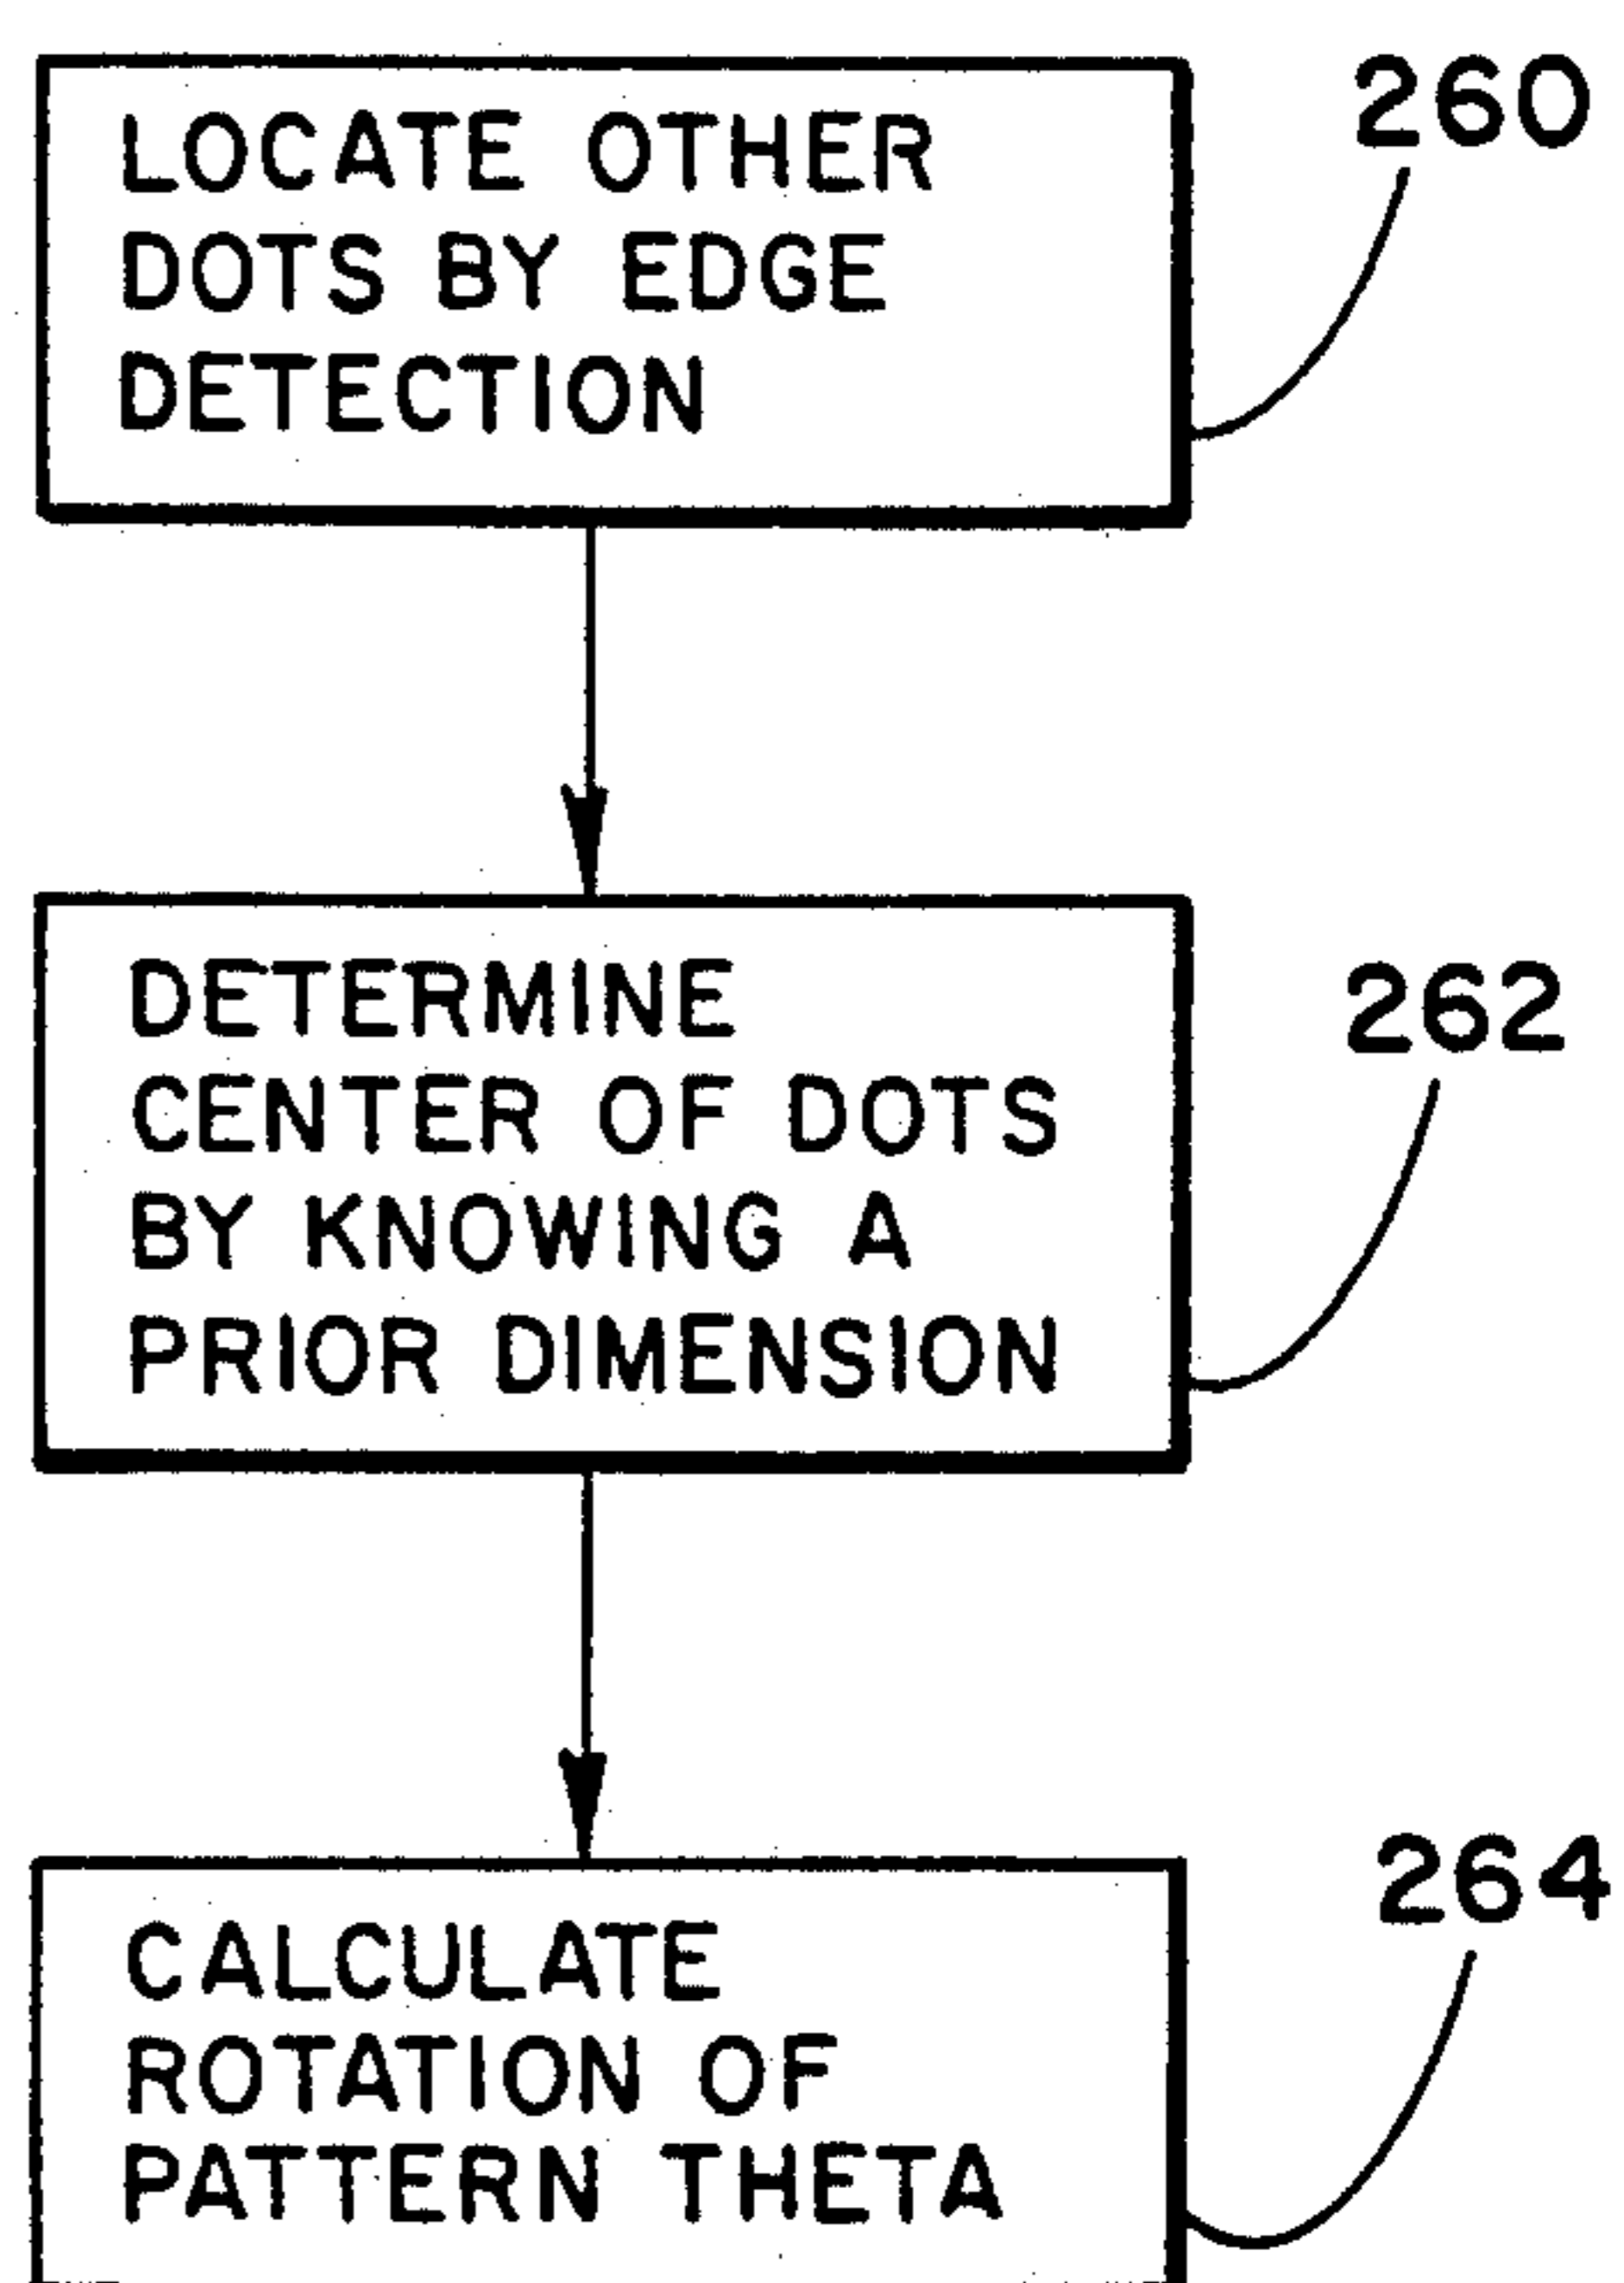 LOCATE OTHER
DOTS BY EDGE
DETECTION
260
DETERMINE
CENTER OF DOTS
BY KNOWING A
PRIOR DIMENSION
262
CALCULATE
ROTATION OF
PATTERN THETA
264